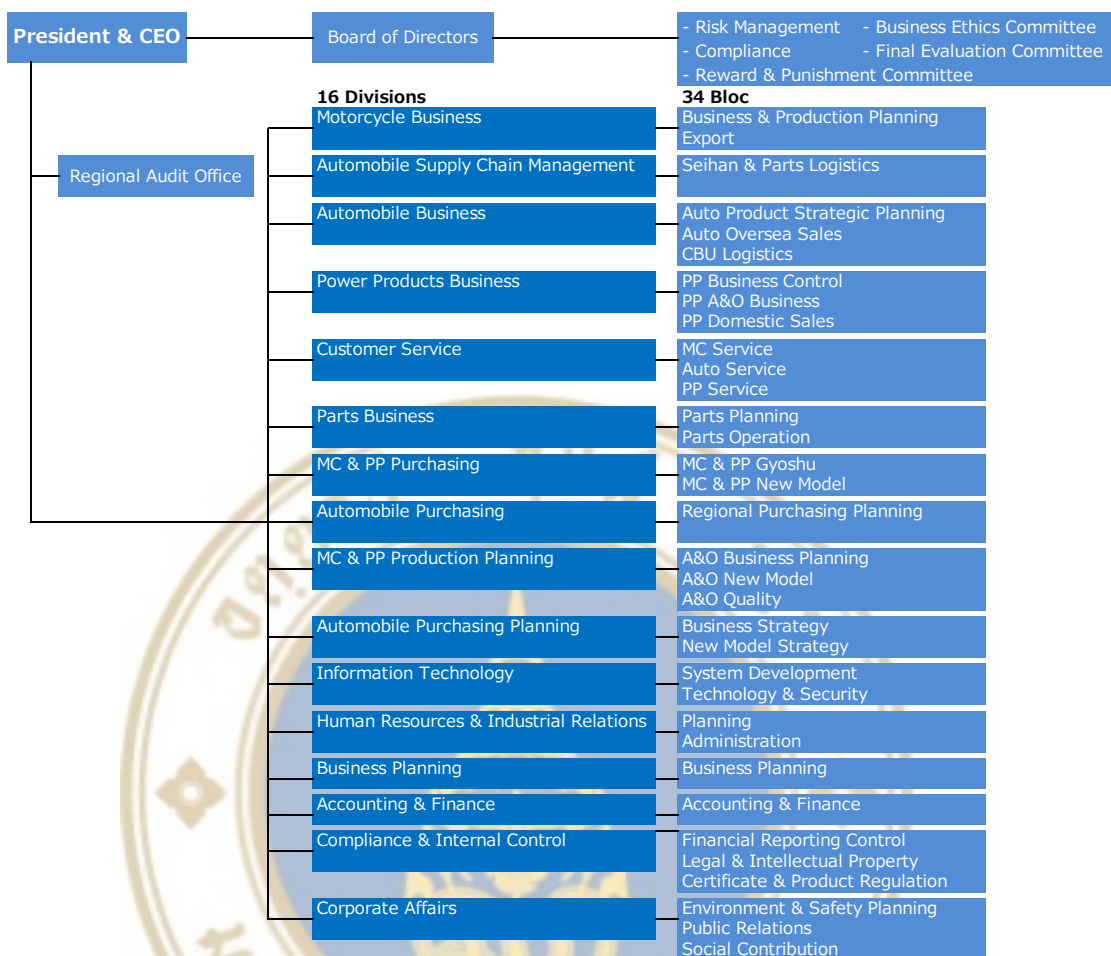 President & CEO
Board of Directors
- Risk Management - Business Ethics Committee
- Compliance - Final Evaluation Committee
- Reward & Punishment Committee
16 Divisions
34 Bloc
Motorcycle Business
Business & Production Planning
Export
Regional Audit Office
Automobile Supply Chain Management
Seihan & Parts Logistics
Automobile Business
Auto Product Strategic Planning
Auto Oversea Sales
CBU Logistics
Power Products Business
PP Business Control
PP A&O Business
PP Domestic Sales
Customer Service
MC Service
Auto Service
PP Service
Parts Business
Parts Planning
Parts Operation
MC & PP Purchasing
MC & PP Gyoshu
MC & PP New Model
Automobile Purchasing
Regional Purchasing Planning
MC & PP Production Planning
A&O Business Planning
A&O New Model
A&O Quality
Automobile Purchasing Planning
Business Strategy
New Model Strategy
Information Technology
System Development
Technology & Security
Human Resources & Industrial Relations
Planning
Administration
Business Planning
Business Planning
Accounting & Finance
Accounting & Finance
Compliance & Internal Control
Financial Reporting Control
Legal & Intellectual Property
Certificate & Product Regulation
Corporate Affairs
Environment & Safety Planning
Public Relations
Social Contribution